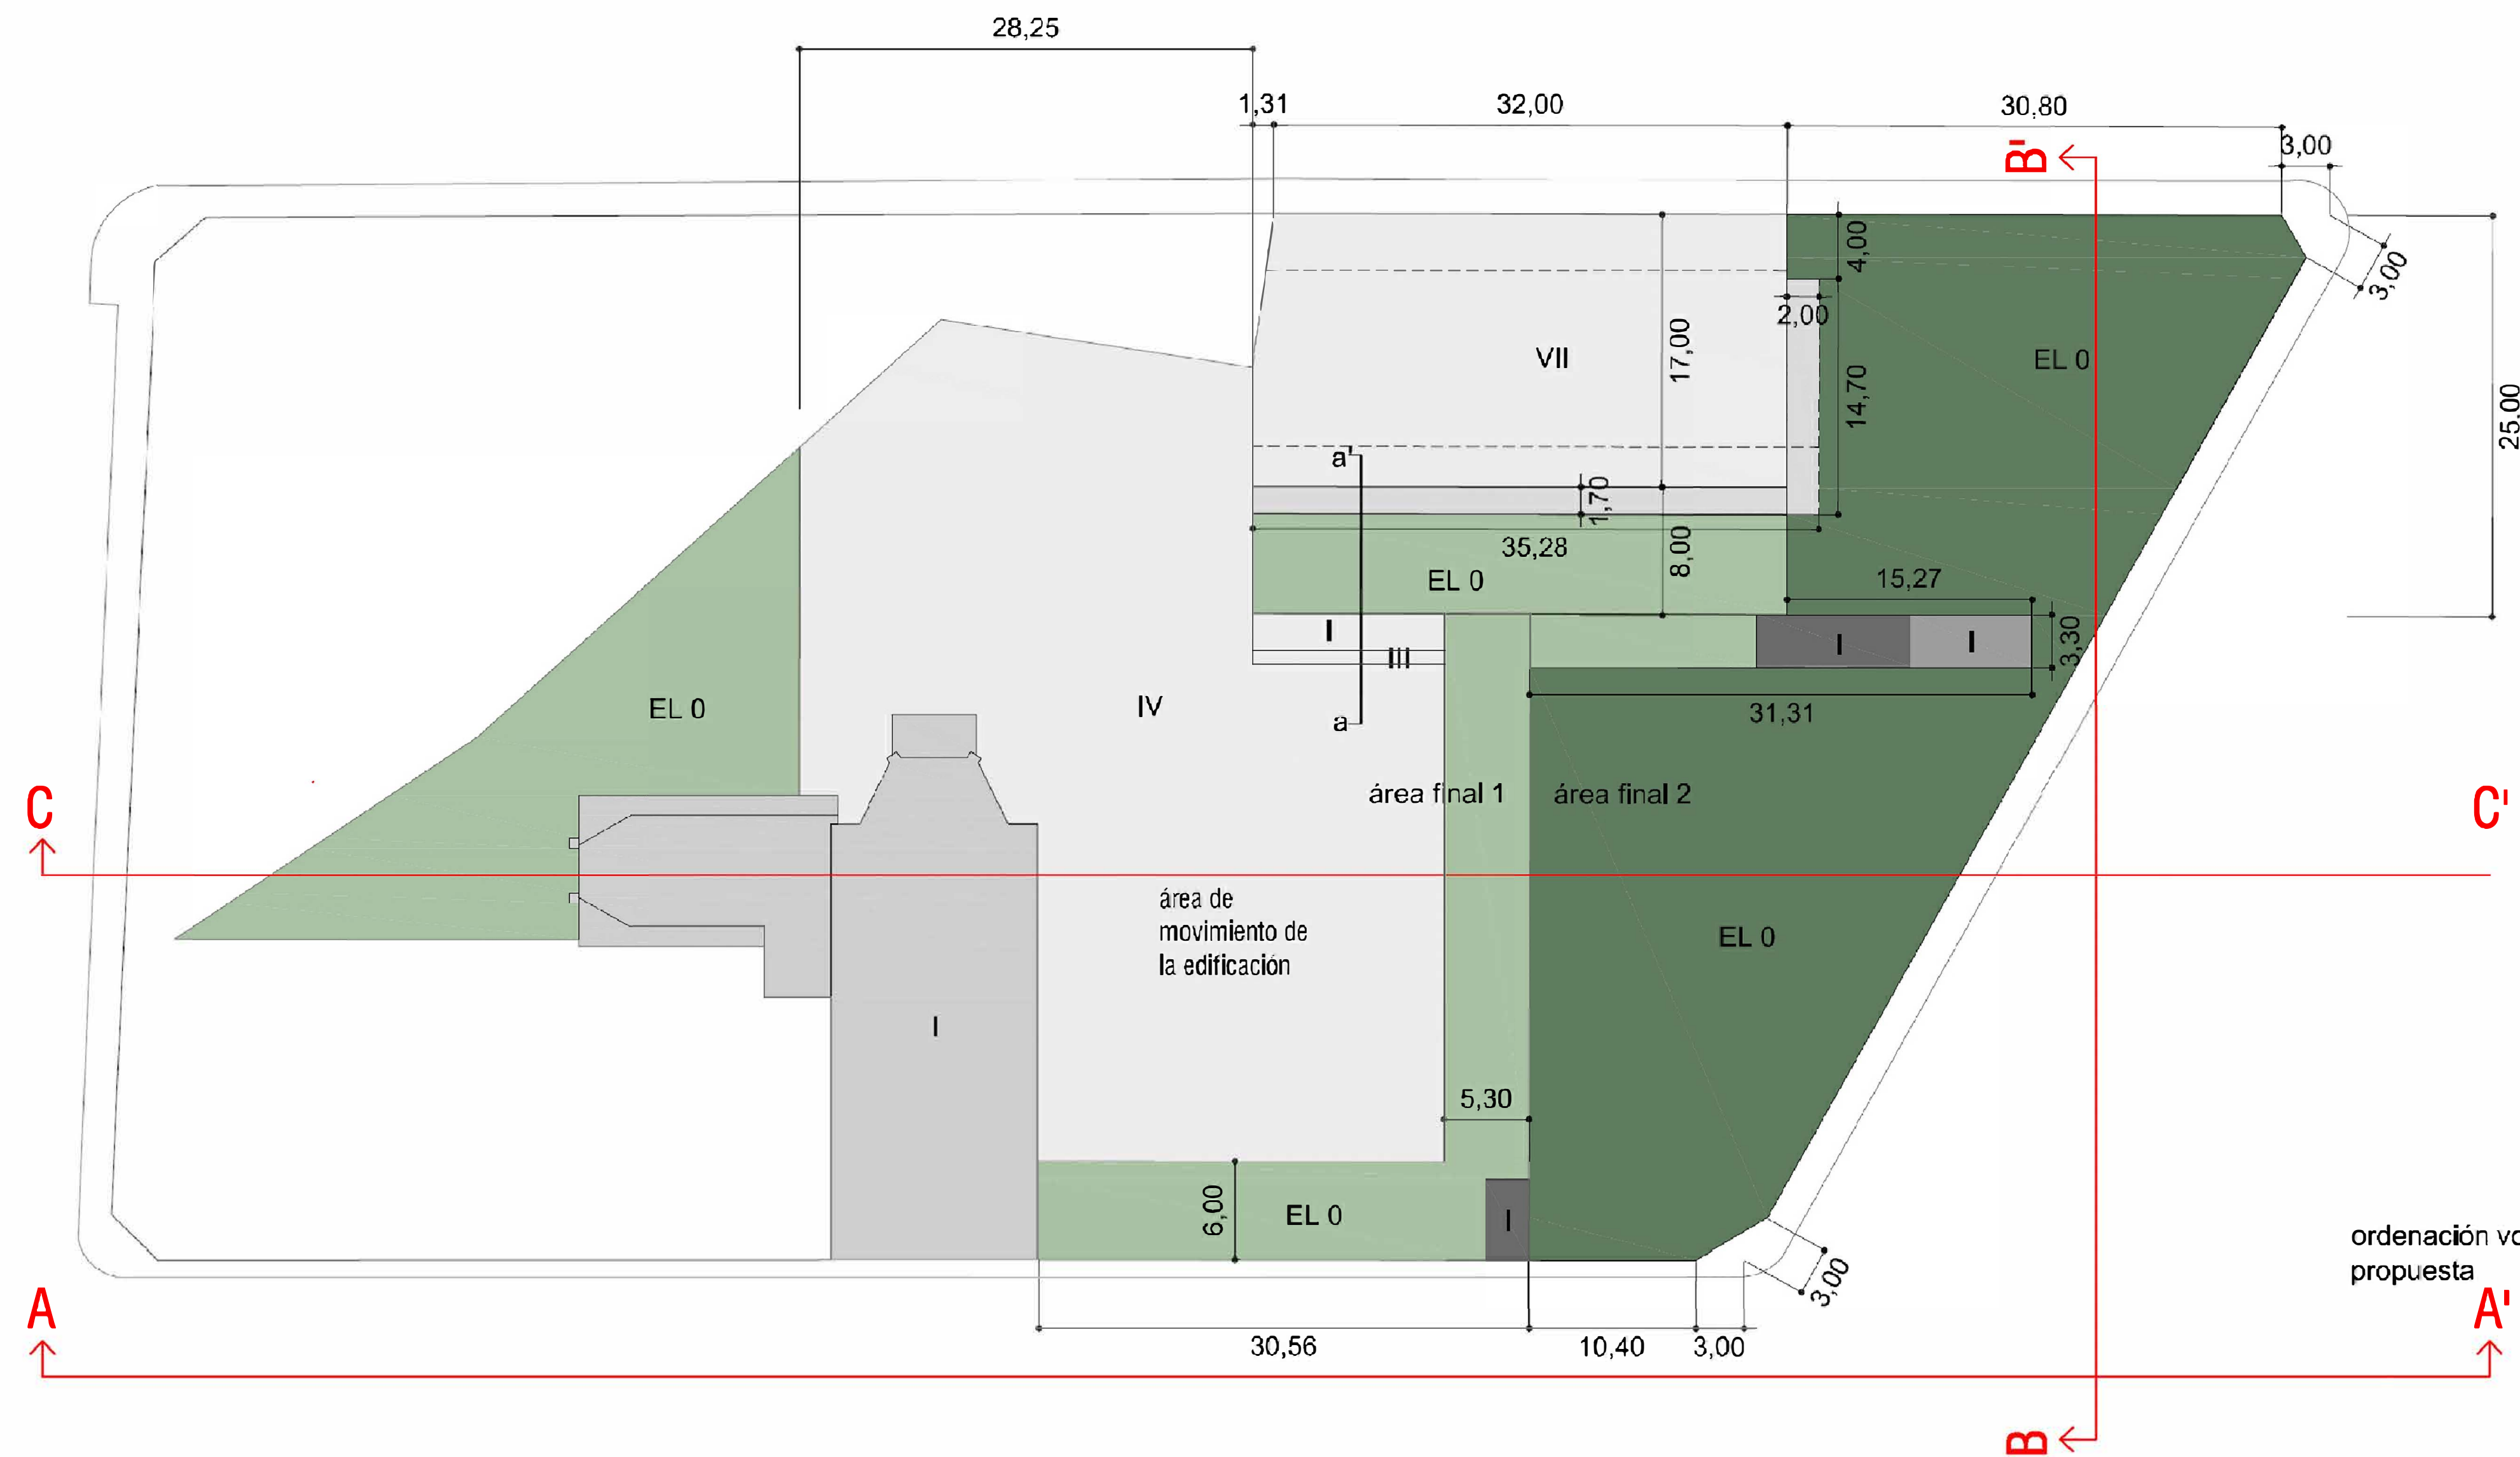 28,25
1,31
32,00
30,80
3,00
B'
4,00
3,00
2,00
17,00
VII
EL 0
14,70
25,00
a'
1,70
35,28
8,00
EL 0
15,27
I
III
I
I
3,30
EL 0
IV
a
31,31
área final 1
área final 2
C
C'
área de
movimiento de
la edificación
EL 0
I
5,30
6,00
EL 0
I
3,00
ordenación vo
propuesta
A
A'
30,56
10,40
3,00
B